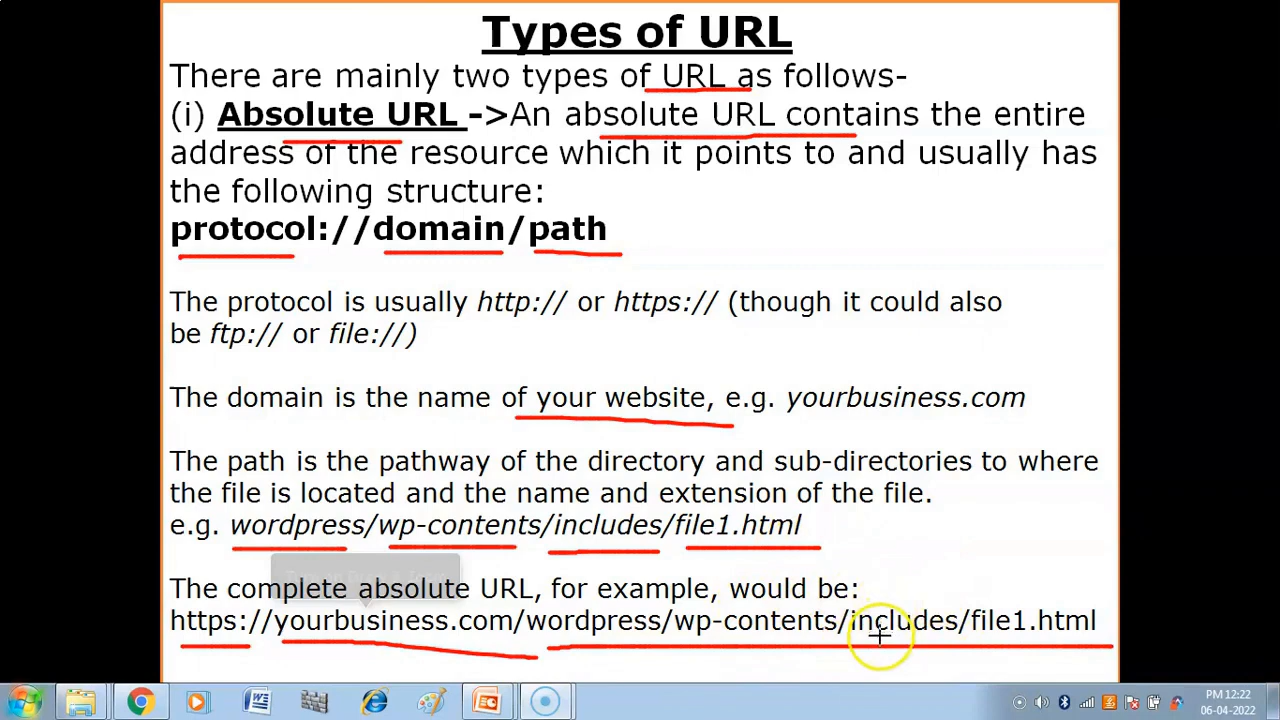 Types of URL
There are mainly two types of URL as follows-
(i) Absolute URL ->An absolute URL contains the entire
address of the resource which it points to and usually has
the following structure:
protocol://domain/path
The protocol is usually http:// or https:// (though it could also
be ftp:// or file://)
The domain is the name of your website, e.g. yourbusiness.com
The path is the pathway of the directory and sub-directories to where
the file is located and the name and extension of the file.
e.g. wordpress/wp-contents/includes/file1.html
The complete absolute URL, for example, would be:
https://yourbusiness.com/wordpress/wp-contents/includes/file1.html
PM 12:22
06-04-2022